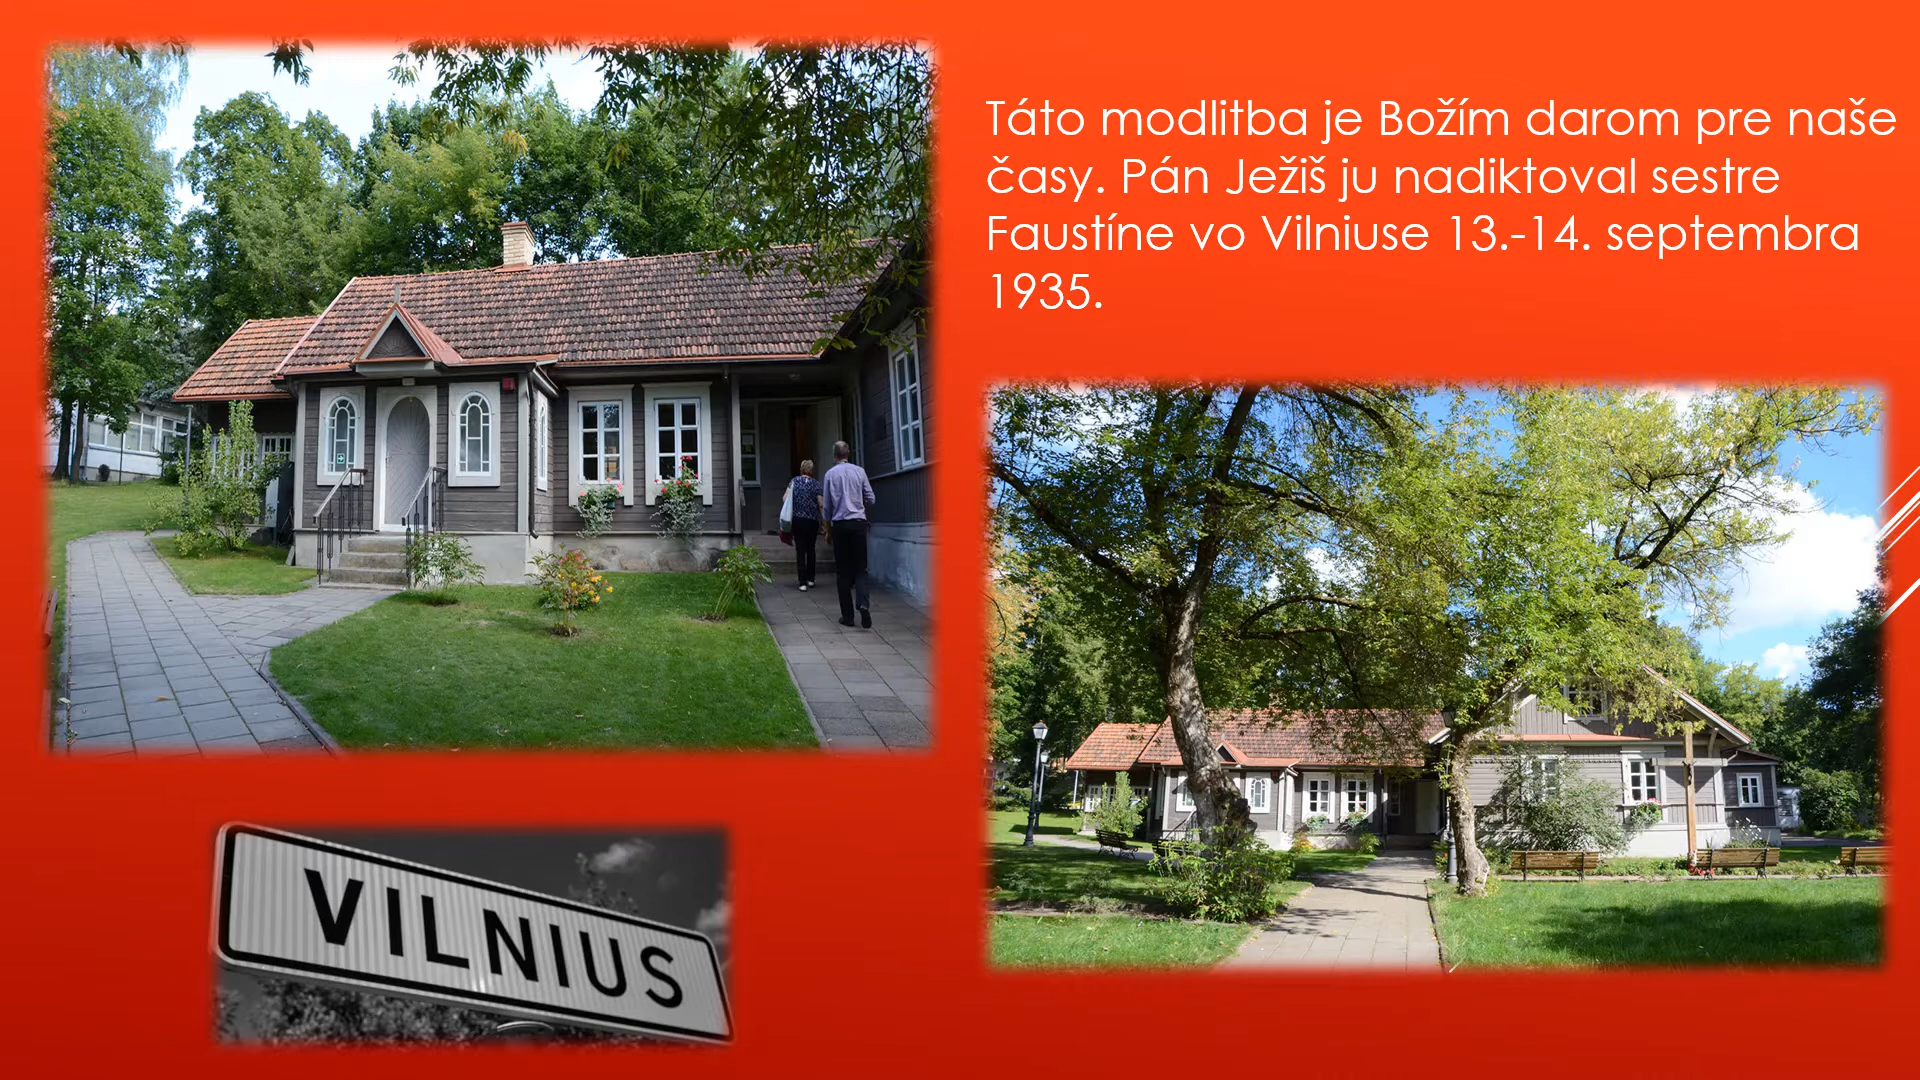 Táto modlitba je Božím darom pre naše
časy. Pán Ježiš ju nadiktoval sestre
Faustíne vo Vilniuse 13.-14. septembra
1935.
VILNIUS